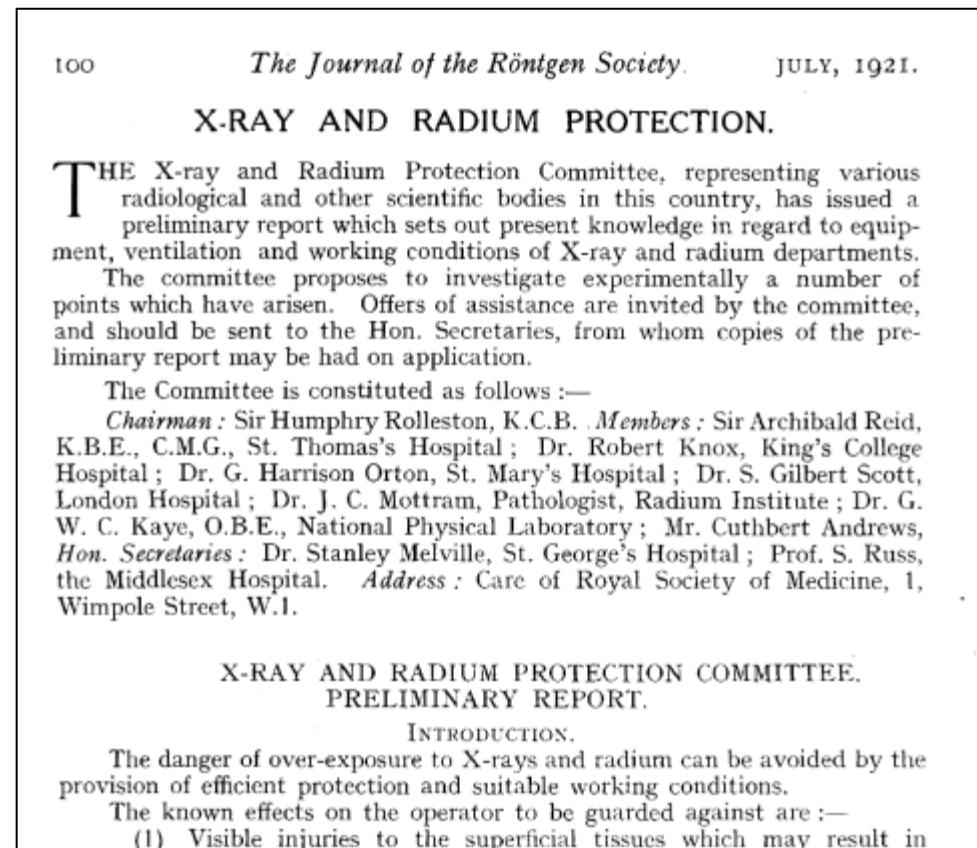 100 The Journal of the Röntgen Society. JULY, 1921.
X-RAY AND RADIUM PROTECTION.
THE X-ray and Radium Protection Committee, representing various
radiological and other scientific bodies in this country, has issued a
preliminary report which sets out present knowledge in regard to equip-
ment, ventilation and working conditions of X-ray and radium departments.
The committee proposes to investigate experimentally a number of
points which have arisen. Offers of assistance are invited by the committee,
and should be sent to the Hon. Secretaries, from whom copies of the pre-
liminary report may be had on application.
The Committee is constituted as follows :—
Chairman : Sir Humphry Rolleston, K.C.B. Members : Sir Archibald Reid,
K.B.E., C.M.G., St. Thomas's Hospital ; Dr. Robert Knox, King's College
Hospital ; Dr. G. Harrison Orton, St. Mary's Hospital ; Dr. S. Gilbert Scott,
London Hospital ; Dr. J. C. Mottram, Pathologist, Radium Institute ; Dr. G.
W. C. Kaye, O.B.E., National Physical Laboratory ; Mr. Cuthbert Andrews,
Hon. Secretaries : Dr. Stanley Melville, St. George's Hospital ; Prof. S. Russ,
the Middlesex Hospital. Address : Care of Royal Society of Medicine, 1,
Wimpole Street, W.1.
X-RAY AND RADIUM PROTECTION COMMITTEE.
PRELIMINARY REPORT.
INTRODUCTION.
The danger of over-exposure to X-rays and radium can be avoided by the
provision of efficient protection and suitable working conditions.
The known effects on the operator to be guarded against are :—
(1) Visible injuries to the superficial tissues which may result in